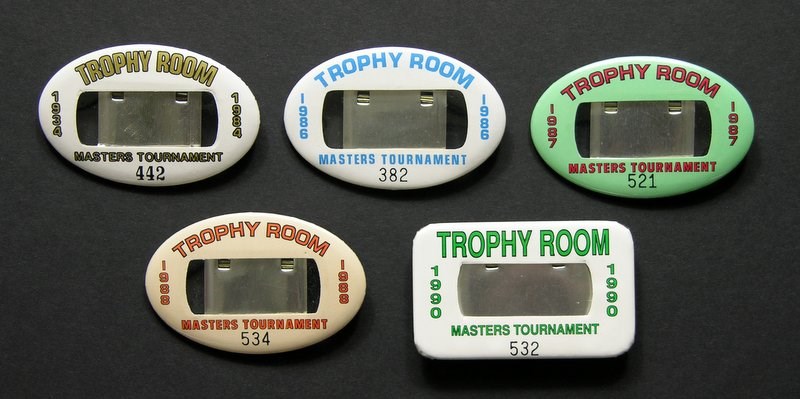 TROPHY ROOM
1934 1984
MASTERS TOURNAMENT
442
TROPHY ROOM
1986 1986
MASTERS TOURNAMENT
382
TROPHY ROOM
1987 1987
MASTERS TOURNAMENT
521
TROPHY ROOM
1988 1988
MASTERS TOURNAMENT
534
TROPHY ROOM
1990 1990
MASTERS TOURNAMENT
532